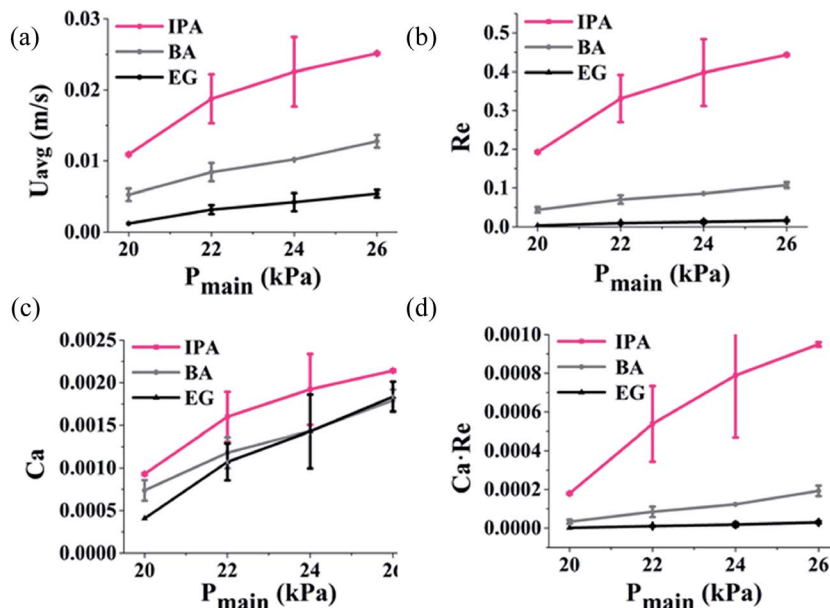 (a)
IPA
BA
EG
Uavg (m/s)
0.03
0.02
0.01
0.00
20 22 24 26
Pmain (kPa)
(b)
IPA
BA
EG
Re
0.5
0.4
0.3
0.2
0.1
0.0
20 22 24 26
Pmain (kPa)
(c)
IPA
BA
EG
Ca
0.0025
0.0020
0.0015
0.0010
0.0005
0.0000
20 22 24 26
Pmain (kPa)
(d)
IPA
BA
EG
Ca·Re
0.0010
0.0008
0.0006
0.0004
0.0002
0.0000
20 22 24 26
Pmain (kPa)